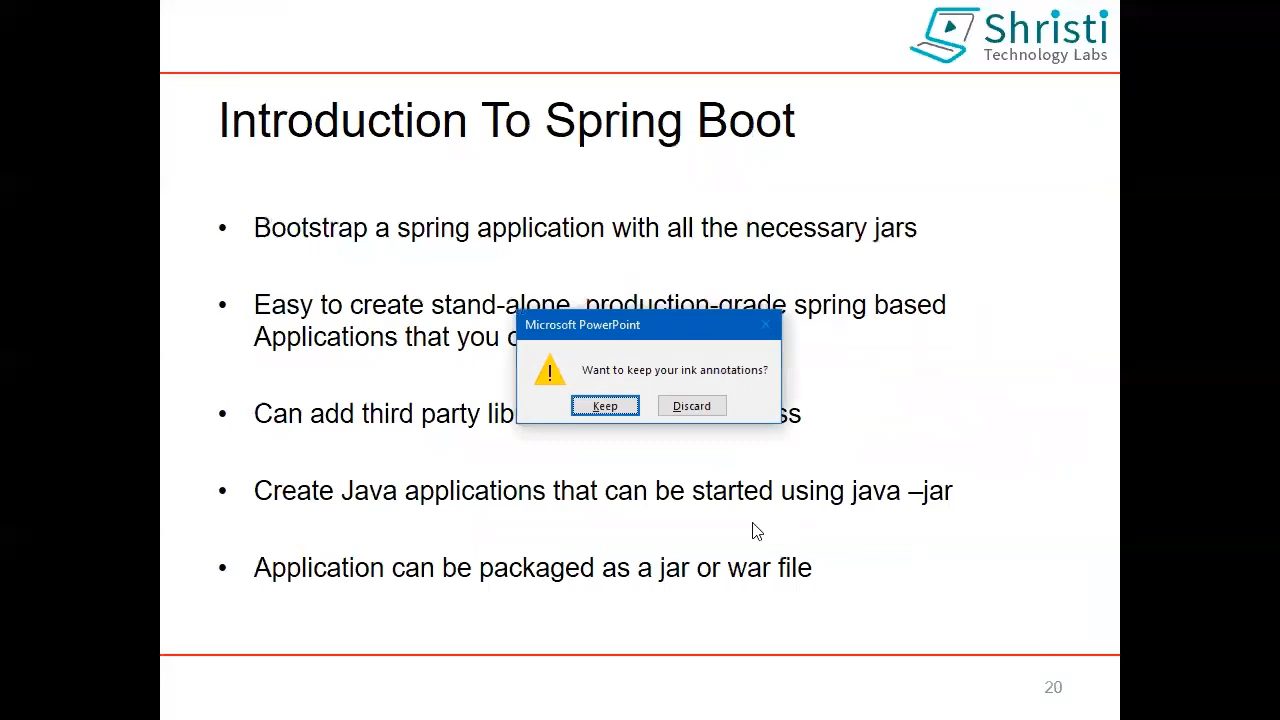 Shristi
Technology Labs
Introduction To Spring Boot
• Bootstrap a spring application with all the necessary jars
• Easy to create stand-alone, production-grade spring based
Applications that you
• Can add third party lib
• Create Java applications that can be started using java –jar
• Application can be packaged as a jar or war file
Microsoft PowerPoint
Want to keep your ink annotations?
Keep
Discard
20